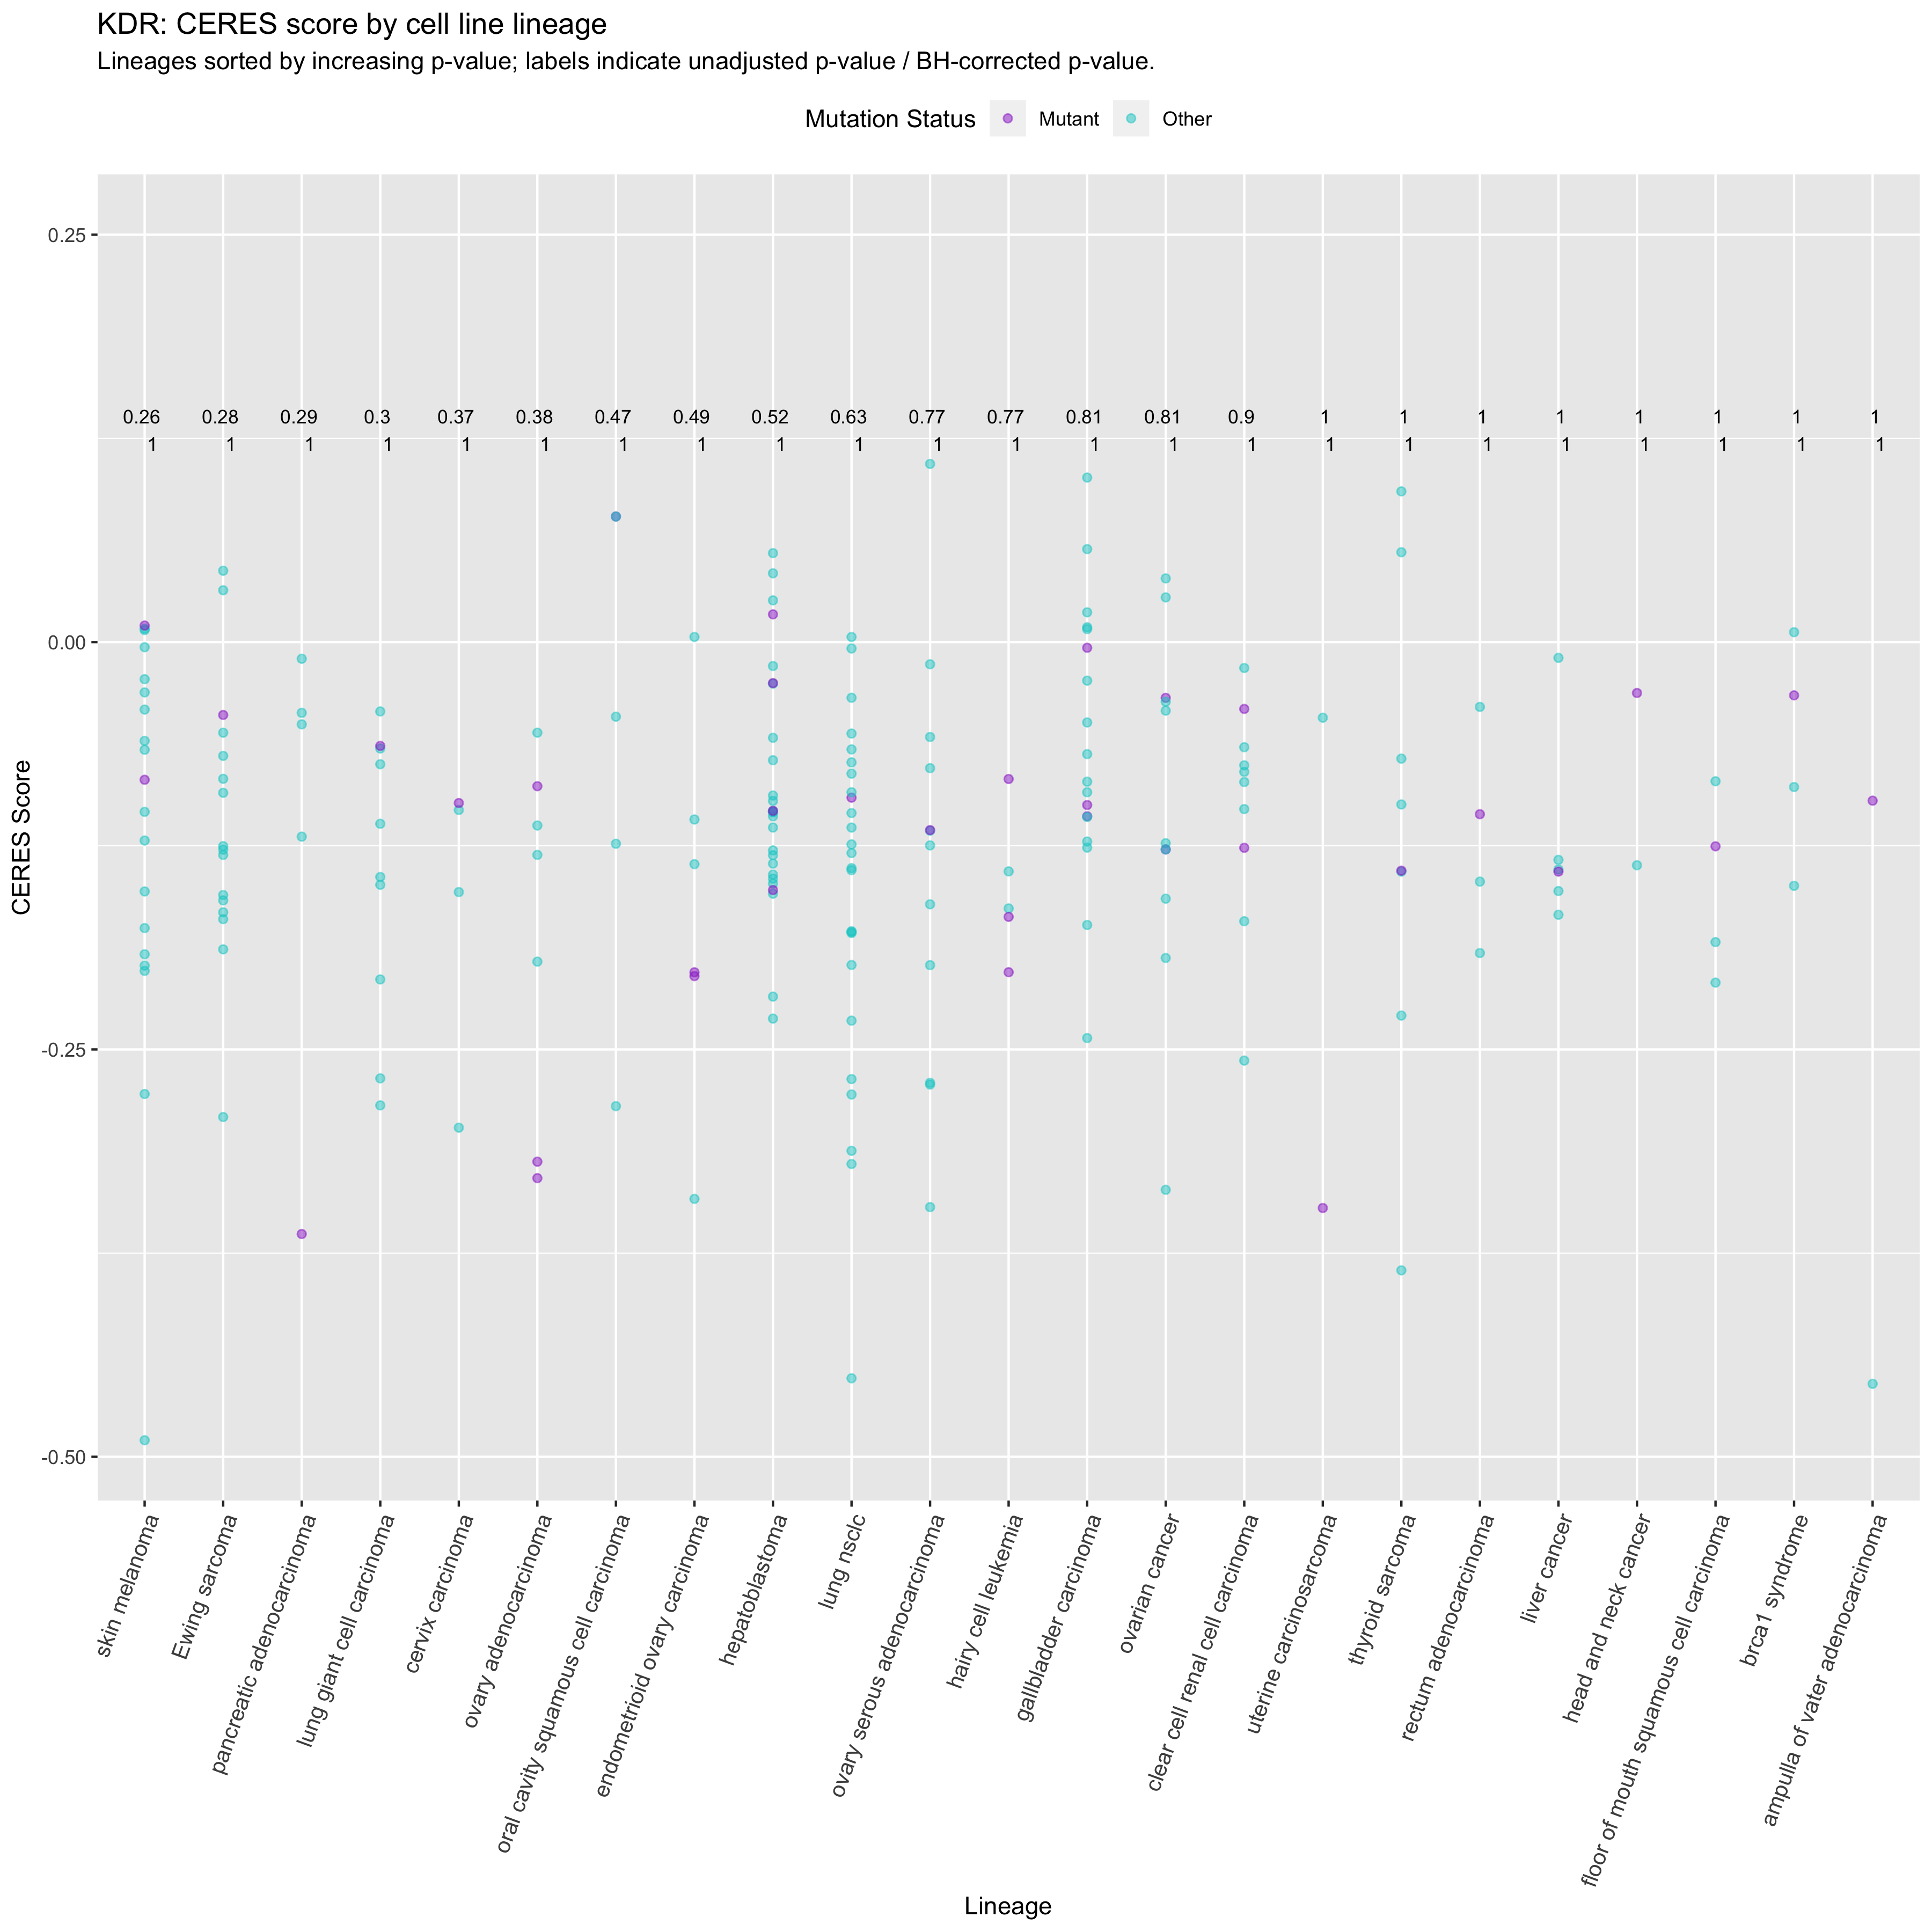 KDR: CERES score by cell line lineage
Lineages sorted by increasing p-value; labels indicate unadjusted p-value / BH-corrected p-value.
Mutation Status Mutant Other
0.25
0.26 0.28 0.29 0.3 0.37 0.38 0.47 0.49 0.52 0.63 0.77 0.77 0.81 0.81 0.9 1 1 1 1 1 1 1 1
1 1 1 1 1 1 1 1 1 1 1 1 1 1 1 1 1 1 1 1 1 1 1
0.00
CERES Score
-0.25
-0.50
skin melanoma
Ewing sarcoma
pancreatic adenocarcinoma
lung giant cell carcinoma
cervix carcinoma
ovary adenocarcinoma
oral cavity squamous cell carcinoma
endometrioid ovary carcinoma
hepatoblastoma
lung nsclc
ovary serous adenocarcinoma
hairy cell leukemia
gallbladder carcinoma
ovarian cancer
clear cell renal cell carcinoma
uterine carcinosarcoma
thyroid sarcoma
rectum adenocarcinoma
liver cancer
head and neck cancer
floor of mouth squamous cell carcinoma
brca1 syndrome
ampulla of vater adenocarcinoma
Lineage